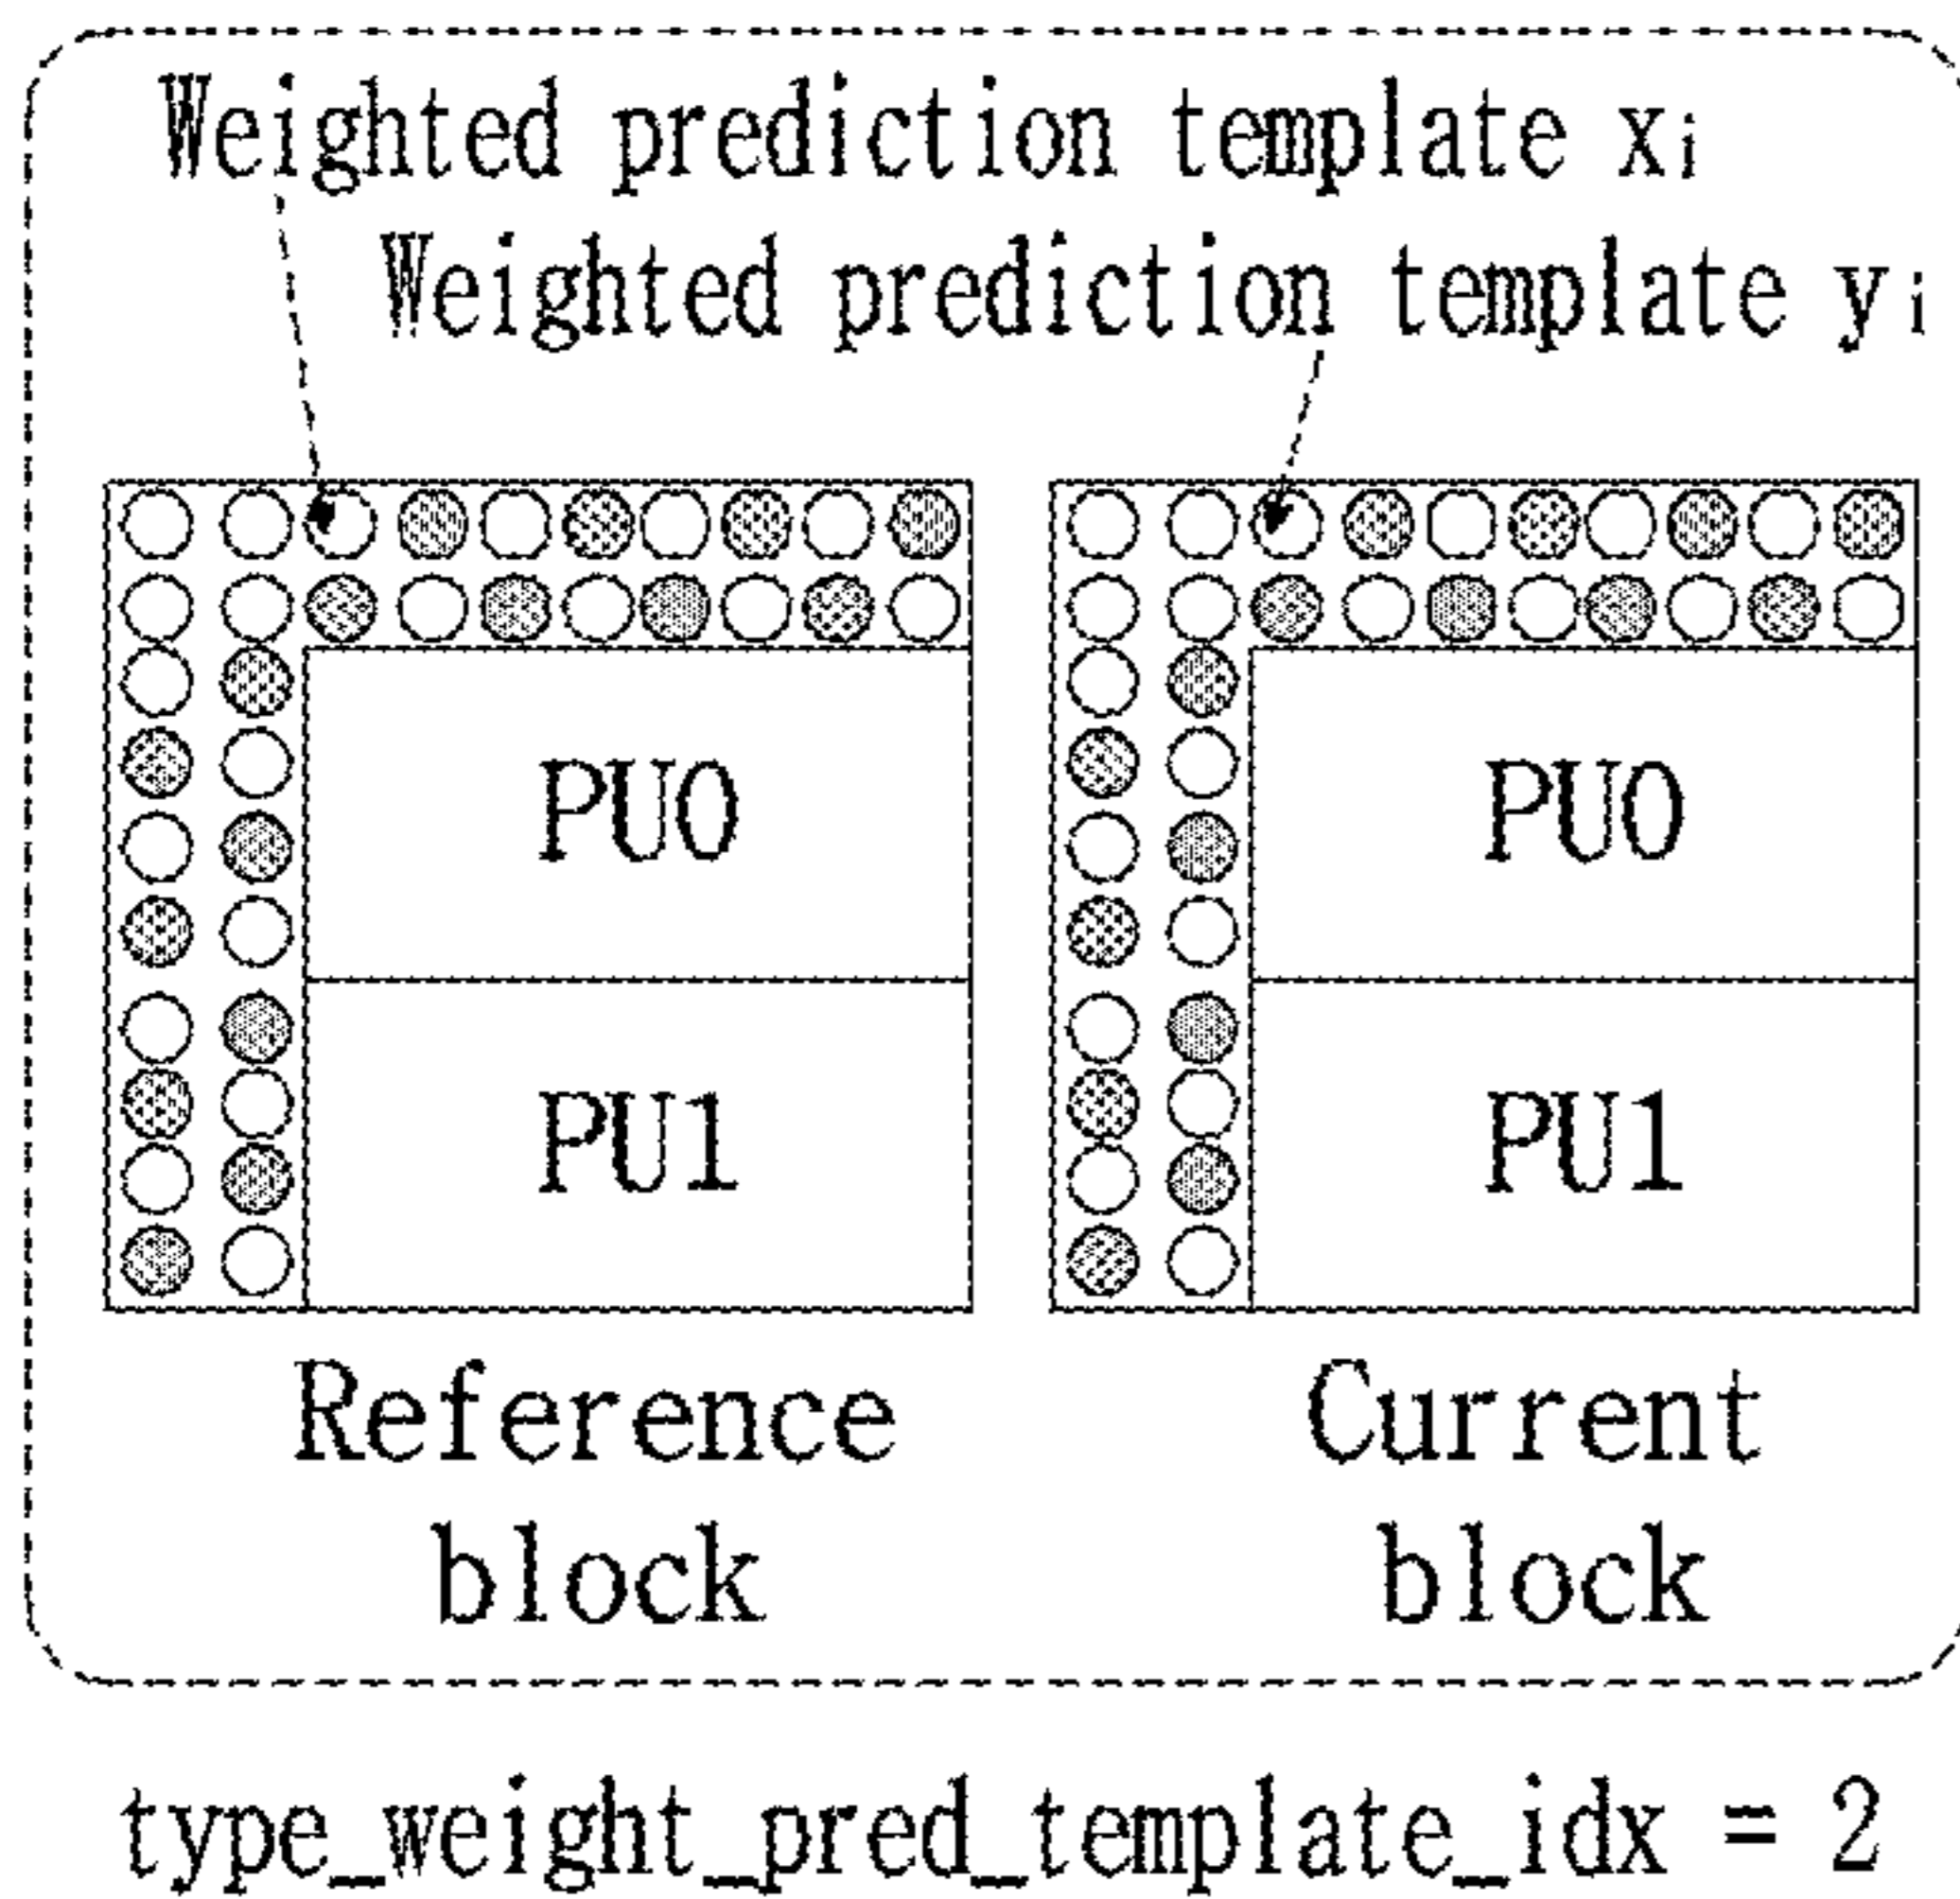 Weighted prediction template xi
Weighted prediction template yi
PU0
PU0
PU1
PU1
Reference block
Current block
type_weight_pred_template_idx = 2